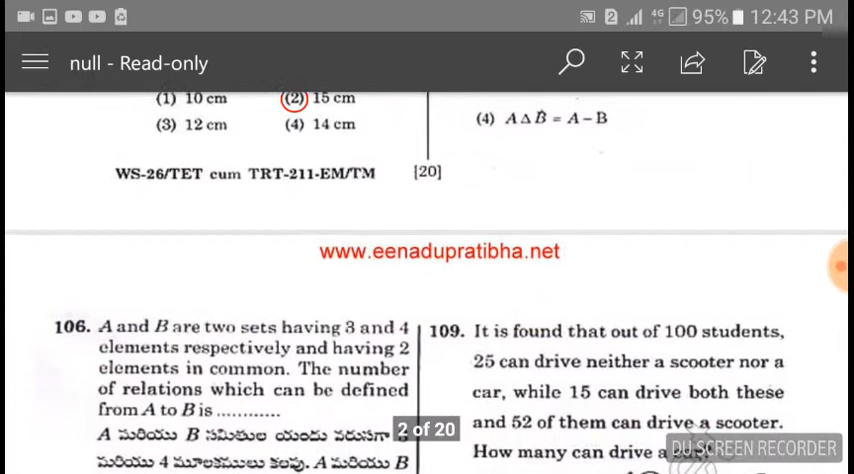 4G 95% 12:43 PM
null - Read-only
(1) 10 cm (2) 15 cm
(3) 12 cm (4) 14 cm
(4) A Δ B = A – B
WS-26/TET cum TRT-211-EM/TM [20]
www.eenadupratibha.net
106. A and B are two sets having 3 and 4
elements respectively and having 2
elements in common. The number
of relations which can be defined
from A to B is ............
A మరియు B సమితుల యందు వరుసగా 3
మరియు 4 మూలకములు కలవు. A మరియు B
109. It is found that out of 100 students,
25 can drive neither a scooter nor a
car, while 15 can drive both these
and 52 of them can drive a scooter.
How many can drive a
2 of 20
DU SCREEN RECORDER